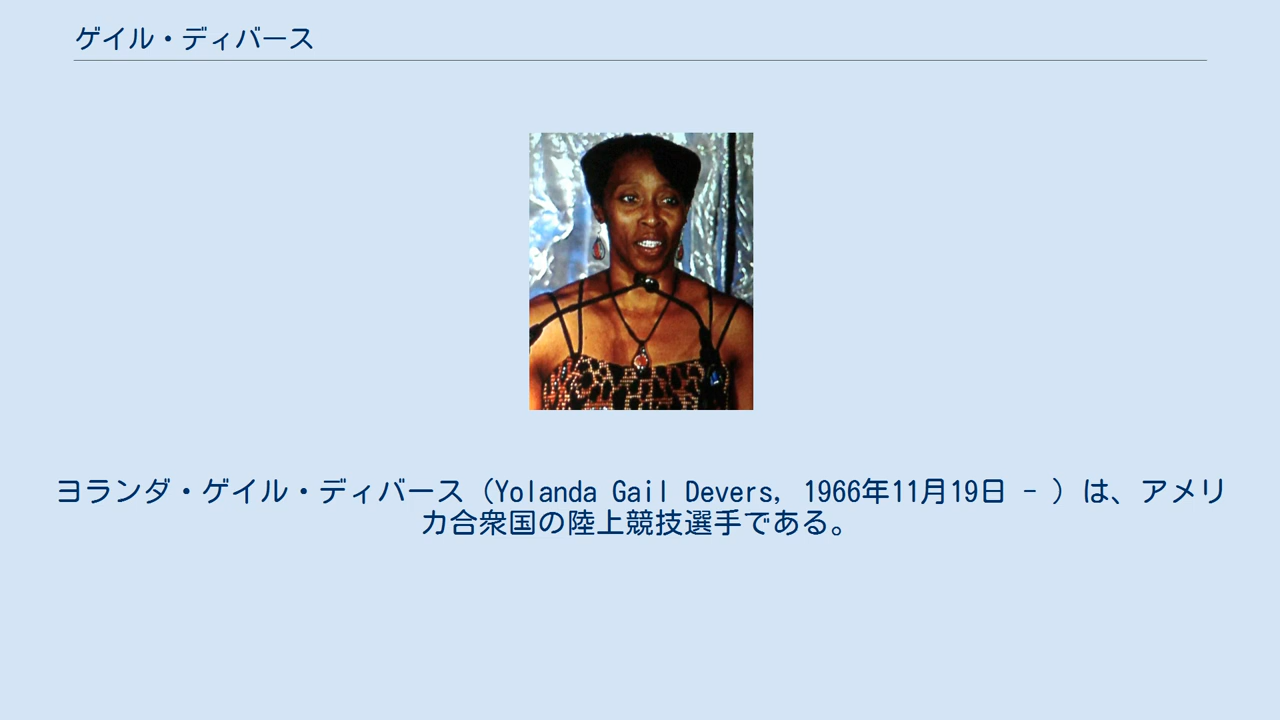 ゲイル・ディバース
ヨランダ・ゲイル・ディバース（Yolanda Gail Devers, 1966年11月19日 - ）は、アメリ
カ合衆国の陸上競技選手である。